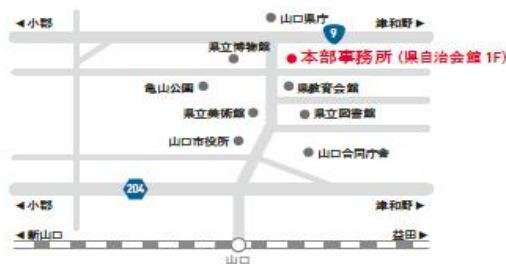 山口県庁
◀小郡
津和野▶
9
県立博物館
本部事務所 (県自治会館 1F)
亀山公園
県教育会館
県立美術館
県立図書館
山口市役所
山口合同庁舎
204
◀小郡
津和野▶
◀新山口
益田▶
山口